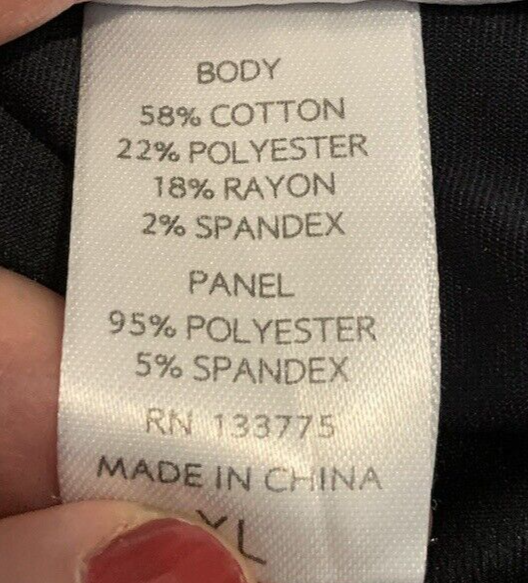 BODY
58% COTTON
22% POLYESTER
18% RAYON
2% SPANDEX
PANEL
95% POLYESTER
5% SPANDEX
RN 133775
MADE IN CHINA
XL